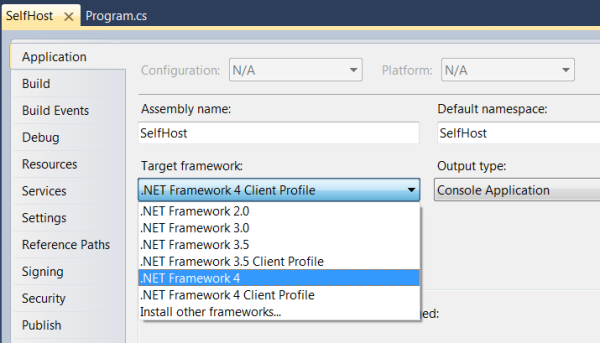 SelfHost Program.cs
Application
Configuration: N/A Platform: N/A
Build
Build Events
Assembly name: Default namespace:
Debug
SelfHost SelfHost
Resources
Target framework: Output type:
Services
.NET Framework 4 Client Profile Console Application
Settings
.NET Framework 2.0
.NET Framework 3.0
Reference Paths
.NET Framework 3.5
.NET Framework 3.5 Client Profile
Signing
.NET Framework 4
Security
.NET Framework 4 Client Profile
Install other frameworks...
Publish